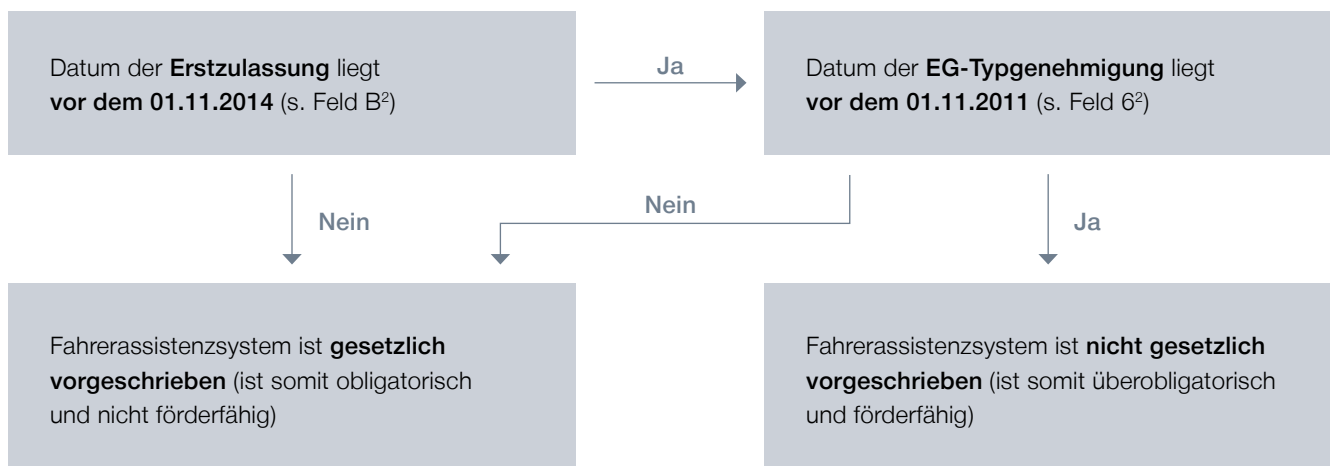 Datum der Erstzulassung liegt
vor dem 01.11.2014 (s. Feld B²)
Ja
Datum der EG-Typgenehmigung liegt
vor dem 01.11.2011 (s. Feld 6²)
Nein
Nein
Ja
Fahrerassistenzsystem ist gesetzlich
vorgeschrieben (ist somit obligatorisch
und nicht förderfähig)
Fahrerassistenzsystem ist nicht gesetzlich
vorgeschrieben (ist somit überobligatorisch
und förderfähig)